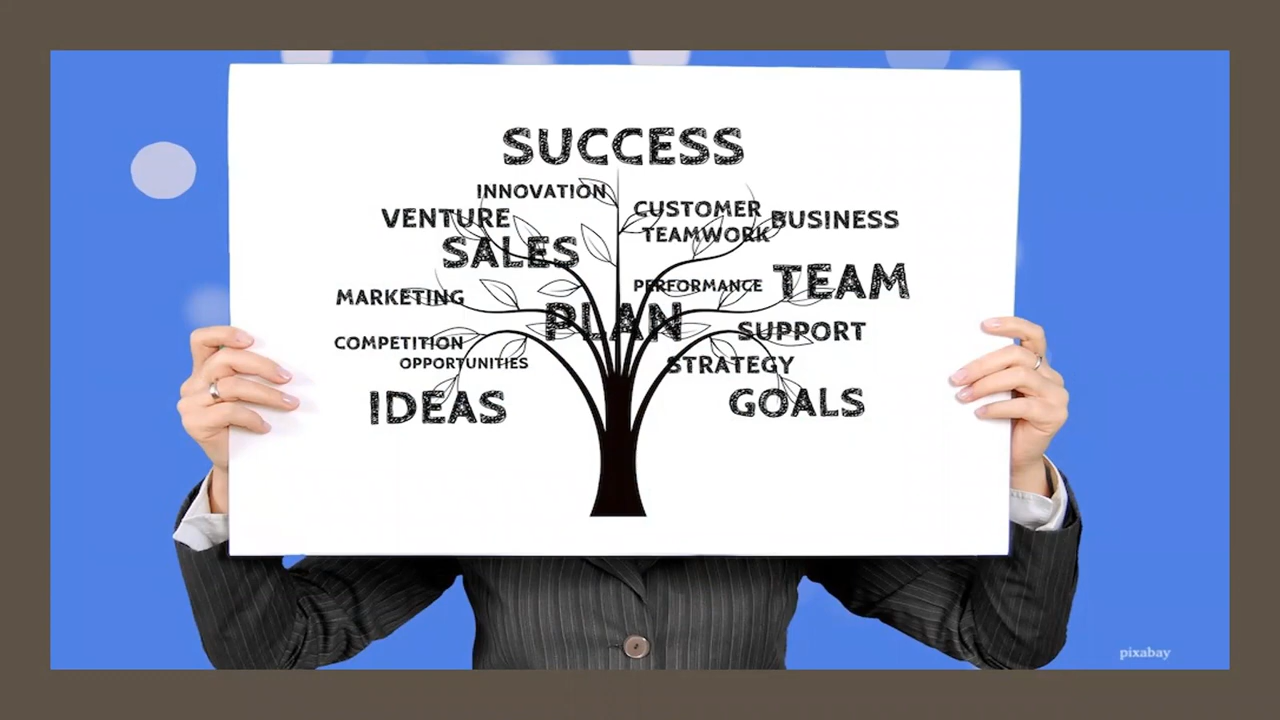 SUCCESS
INNOVATION
CUSTOMER
VENTURE
BUSINESS
TEAMWORK
SALES
TEAM
PERFORMANCE
MARKETING
PLAN
SUPPORT
COMPETITION
OPPORTUNITIES
STRATEGY
IDEAS
GOALS
pixabay